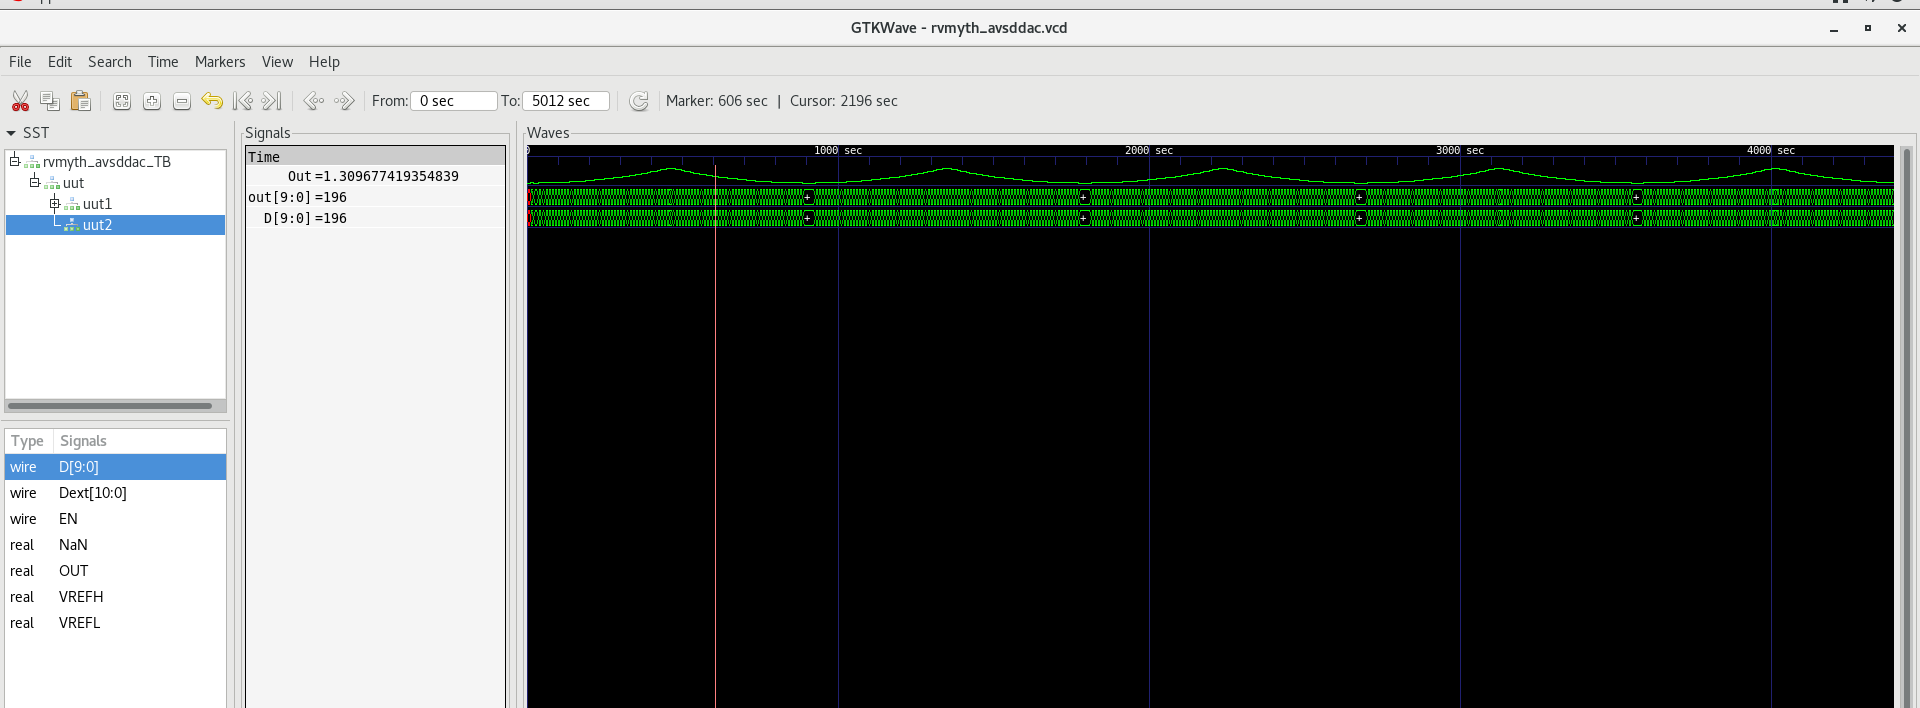 GTKWave - rvmyth_avsddac.vcd
File Edit Search Time Markers View Help
From: 0 sec To: 5012 sec Marker: 606 sec | Cursor: 2196 sec
SST
rvmyth_avsddac_TB
uut
uut1
uut2
Type Signals
wire D[9:0]
wire Dext[10:0]
wire EN
real NaN
real OUT
real VREFH
real VREFL
Signals
Time
Out=1.309677419354839
out[9:0]=196
D[9:0]=196
Waves
0 1000 sec 2000 sec 3000 sec 4000 sec
+ + + +
+ + + +